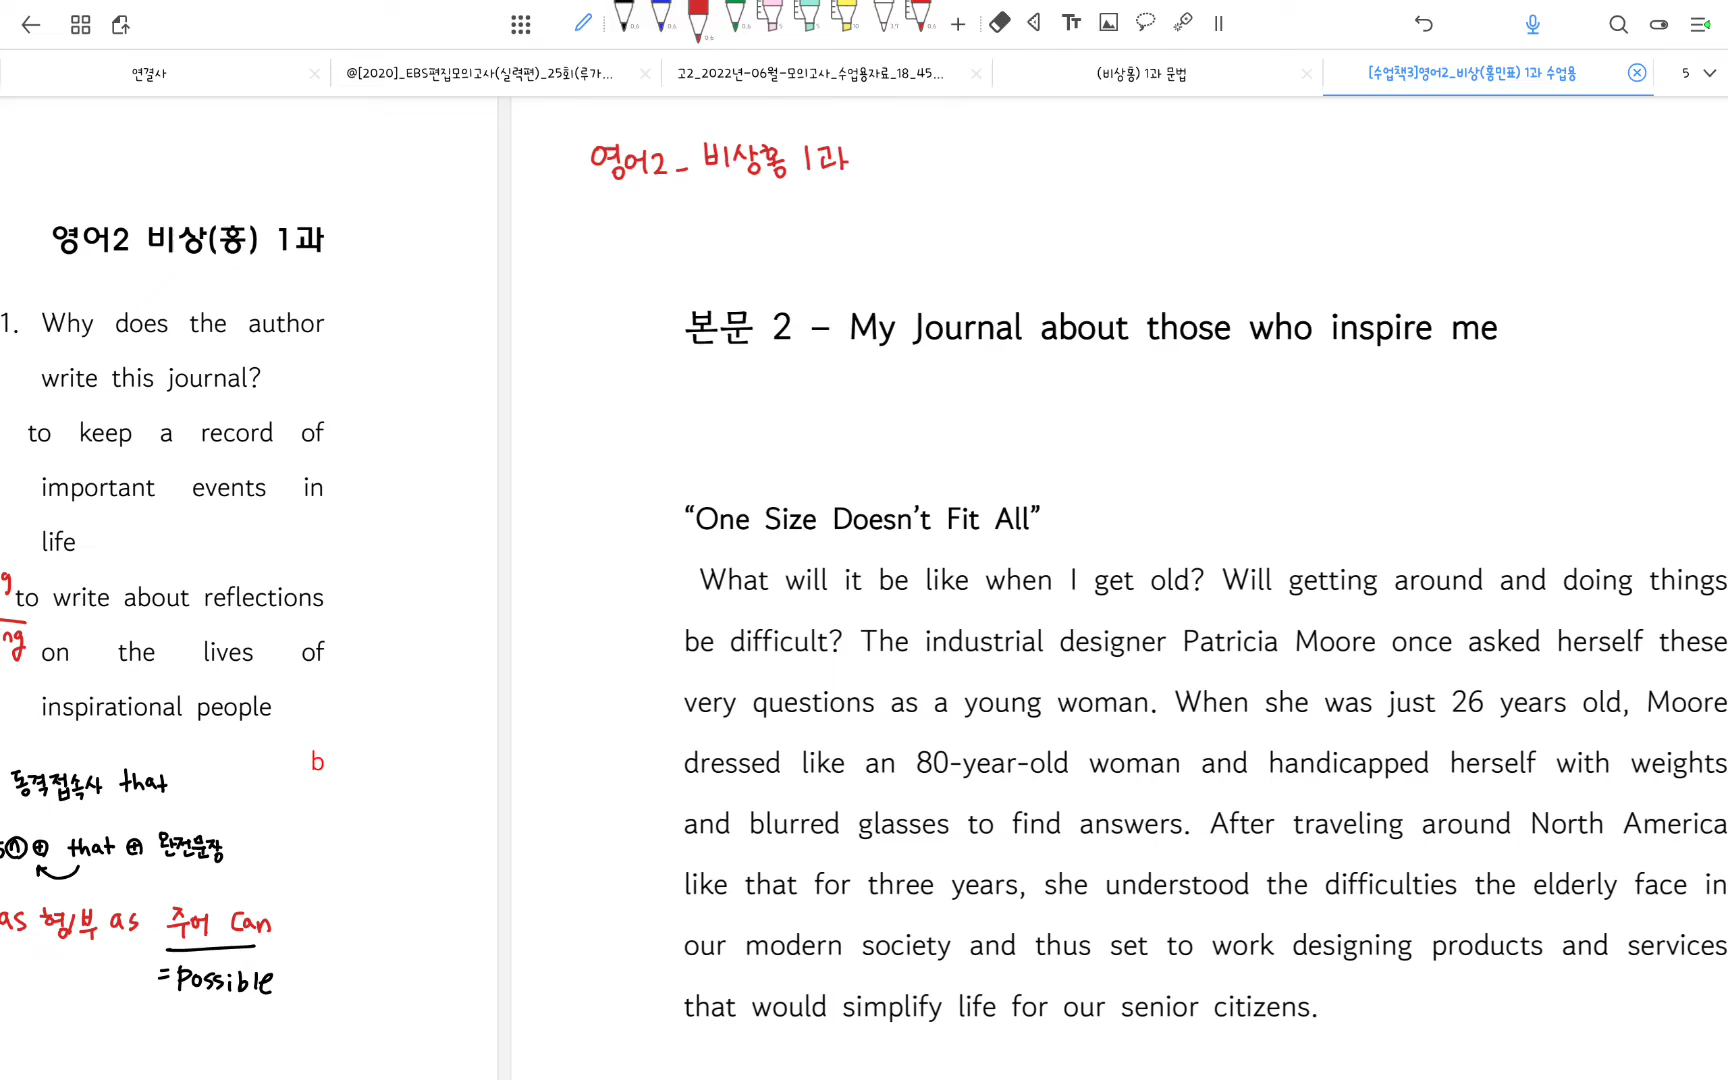 연결사
@[2020]_EBS편집모의고사(실력편)_25회(루가...
고2_2022년-06월-모의고사_수업용자료_18_45...
(비상홍) 1과 문법
[수업책3]영어2_비상(홍민표) 1과 수업용
5
영어2_ 비상홍 1과
영어2 비상(홍) 1과
1. Why does the author
write this journal?
to keep a record of
important events in
life
to write about reflections
on the lives of
inspirational people
b
동격접속사 that
that 완전문장
as 형/부 as 주어 can
=possible
본문 2 – My Journal about those who inspire me
“One Size Doesn’t Fit All”
What will it be like when I get old? Will getting around and doing things
be difficult? The industrial designer Patricia Moore once asked herself these
very questions as a young woman. When she was just 26 years old, Moore
dressed like an 80-year-old woman and handicapped herself with weights
and blurred glasses to find answers. After traveling around North America
like that for three years, she understood the difficulties the elderly face in
our modern society and thus set to work designing products and services
that would simplify life for our senior citizens.